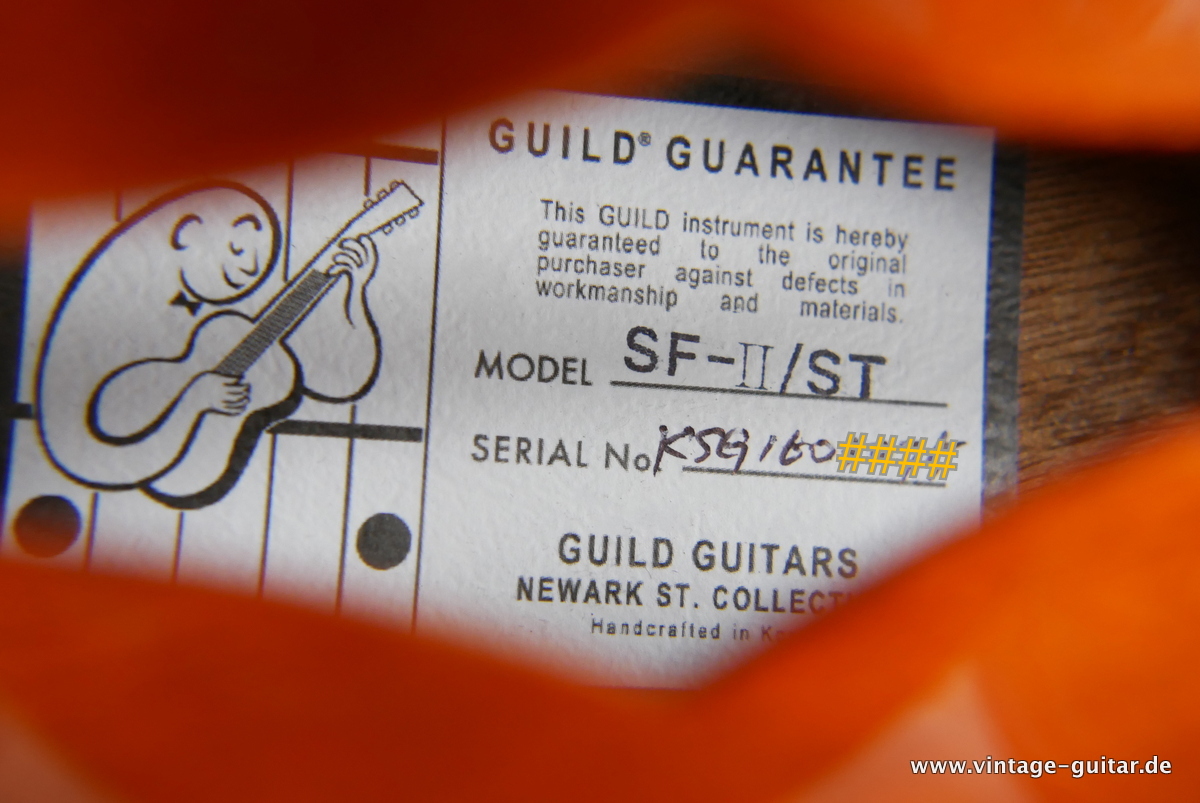 GUILD® GUARANTEE
This GUILD instrument is hereby
guaranteed to the original
purchaser against defects in
workmanship and materials.
MODEL SF-II/ST
SERIAL No KSG160####
GUILD GUITARS
NEWARK ST. COLLECT
Handcrafted in
www.vintage-guitar.de